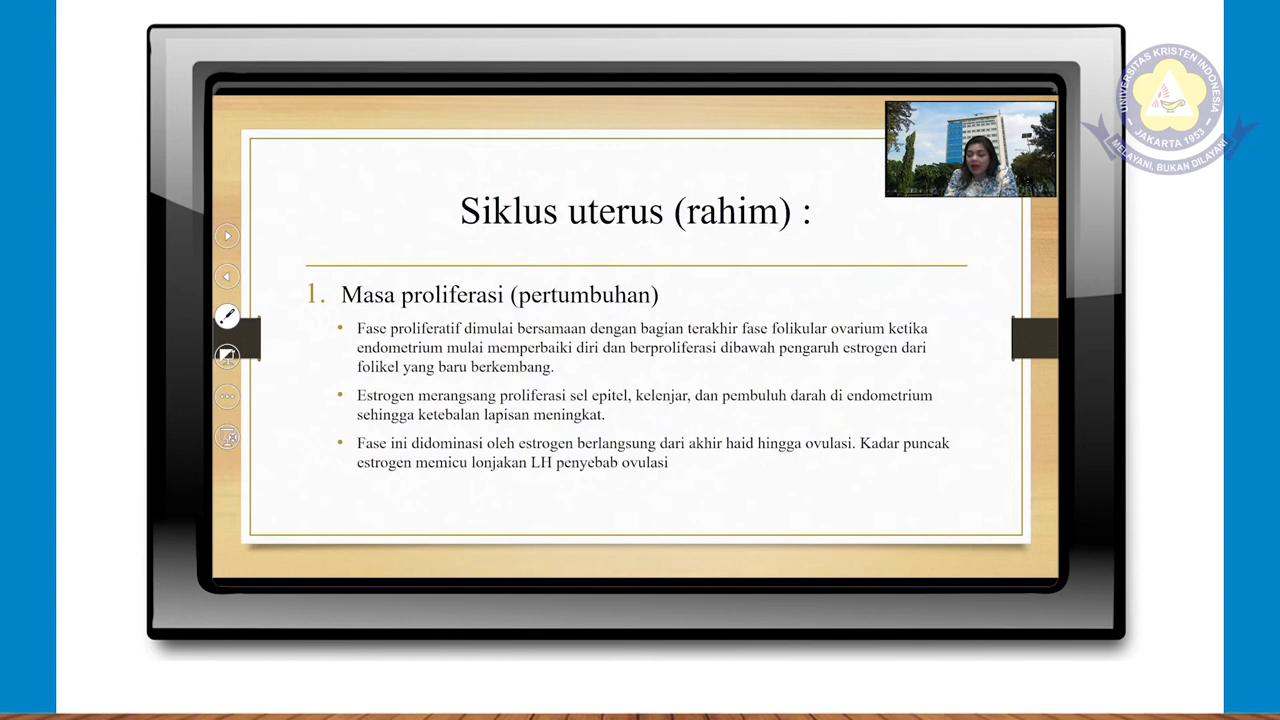 UNIVERSITAS KRISTEN INDONESIA
JAKARTA 1953
MELAYANI, BUKAN DILAYANI
Siklus uterus (rahim) :
1. Masa proliferasi (pertumbuhan)
• Fase proliferatif dimulai bersamaan dengan bagian terakhir fase folikular ovarium ketika
endometrium mulai memperbaiki diri dan berproliferasi dibawah pengaruh estrogen dari
folikel yang baru berkembang.
• Estrogen merangsang proliferasi sel epitel, kelenjar, dan pembuluh darah di endometrium
sehingga ketebalan lapisan meningkat.
• Fase ini didominasi oleh estrogen berlangsung dari akhir haid hingga ovulasi. Kadar puncak
estrogen memicu lonjakan LH penyebab ovulasi